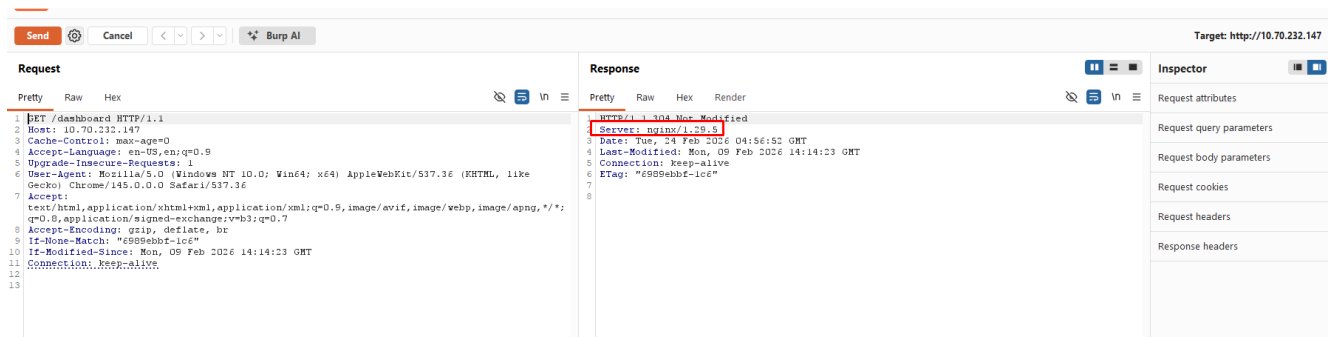 Send Cancel < > Burp AI Target: http://10.70.232.147
Request
Pretty Raw Hex \n
1 GET /dashboard HTTP/1.1
2 Host: 10.70.232.147
3 Cache-Control: max-age=0
4 Accept-Language: en-US,en;q=0.9
5 Upgrade-Insecure-Requests: 1
6 User-Agent: Mozilla/5.0 (Windows NT 10.0; Win64; x64) AppleWebKit/537.36 (KHTML, like
Gecko) Chrome/145.0.0.0 Safari/537.36
7 Accept:
text/html,application/xhtml+xml,application/xml;q=0.9,image/avif,image/webp,image/apng,*/*;
q=0.8,application/signed-exchange;v=b3;q=0.7
8 Accept-Encoding: gzip, deflate, br
9 If-None-Match: "6989ebbf-1c6"
10 If-Modified-Since: Mon, 09 Feb 2026 14:14:23 GMT
11 Connection: keep-alive
12
13
Response
Pretty Raw Hex Render \n
1 HTTP/1.1 304 Not Modified
2 Server: nginx/1.29.5
3 Date: Tue, 24 Feb 2026 04:56:52 GMT
4 Last-Modified: Mon, 09 Feb 2026 14:14:23 GMT
5 Connection: keep-alive
6 ETag: "6989ebbf-1c6"
7
8
Inspector
Request attributes
Request query parameters
Request body parameters
Request cookies
Request headers
Response headers